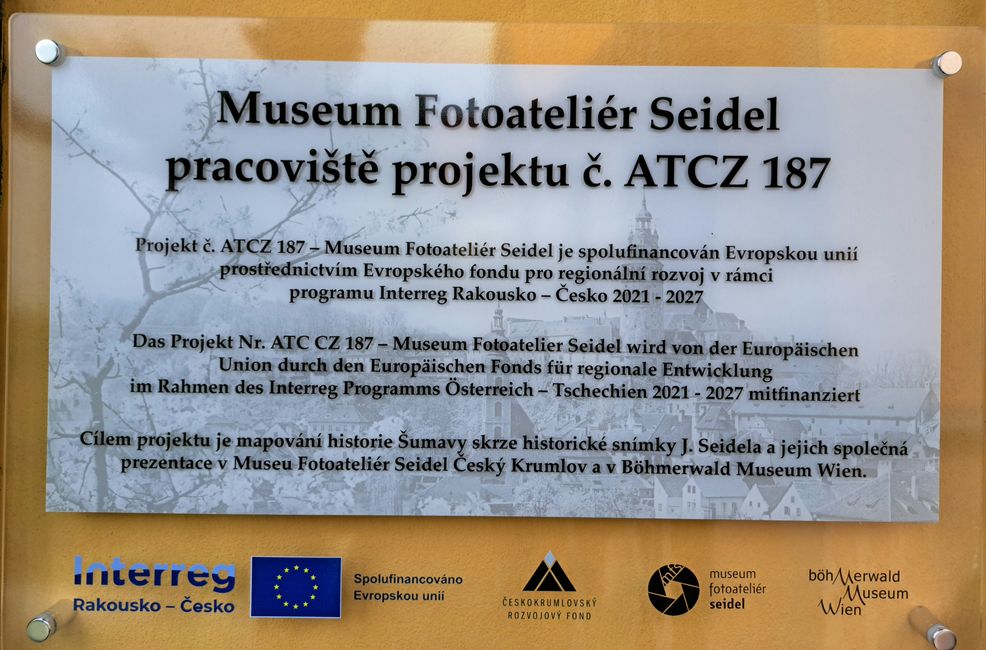 Museum Fotoateliér Seidel
pracoviště projektu č. ATCZ 187
Projekt č. ATCZ 187 – Museum Fotoateliér Seidel je spolufinancován Evropskou unií
prostřednictvím Evropského fondu pro regionální rozvoj v rámci
programu Interreg Rakousko – Česko 2021 - 2027
Das Projekt Nr. ATC CZ 187 – Museum Fotoatelier Seidel wird von der Europäischen
Union durch den Europäischen Fonds für regionale Entwicklung
im Rahmen des Interreg Programms Österreich – Tschechien 2021 - 2027 mitfinanziert
Cílem projektu je mapování historie Šumavy skrze historické snímky J. Seidela a jejich společná
prezentace v Museu Fotoateliér Seidel Český Krumlov a v Böhmerwald Museum Wien.
Interreg
Rakousko – Česko
Spolufinancováno
Evropskou unií
ČESKOKRUMLOVSKÝ
ROZVOJOVÝ FOND
mfs
museum
fotoateliér
seidel
böhMerwald
Museum
Wien